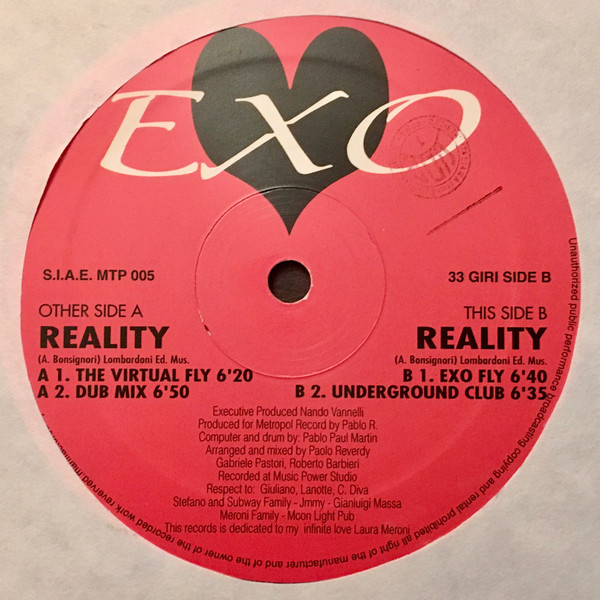 EXO
S.I.A.E. MTP 005
33 GIRI SIDE B
OTHER SIDE A
REALITY
(A. Bonsignori) Lombardoni Ed. Mus.
A 1. THE VIRTUAL FLY 6'20
A 2. DUB MIX 6'50
THIS SIDE B
REALITY
(A. Bonsignori) Lombardoni Ed. Mus.
B 1. EXO FLY 6'40
B 2. UNDERGROUND CLUB 6'35
Executive Produced Nando Vannelli
Produced for Metropol Record by Pablo R.
Computer and drum by: Pablo Paul Martin
Arranged and mixed by Paolo Reverdy
Gabriele Pastori, Roberto Barbieri
Recorded at Music Power Studio
Respect to: Giuliano, Lanotte, C. Diva
Stefano and Subway Family - Jmmy - Gianluigi Massa
Meroni Family - Moon Light Pub
This records is dedicated to my infinite love Laura Meroni
Unauthorized public performance broadcasting copying and rental prohibited all right of the manufacturer and of the owner of the recorded work reverved